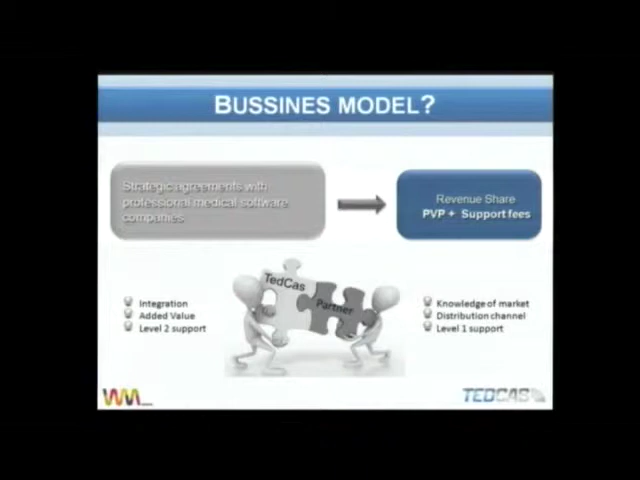 BUSSINES MODEL?
Strategic agreements with
professional medical software
companies
Revenue Share
PVP + Support fees
TedCas
Partner
Integration
Added Value
Level 2 support
Knowledge of market
Distribution channel
Level 1 support
WM
TEDCAS